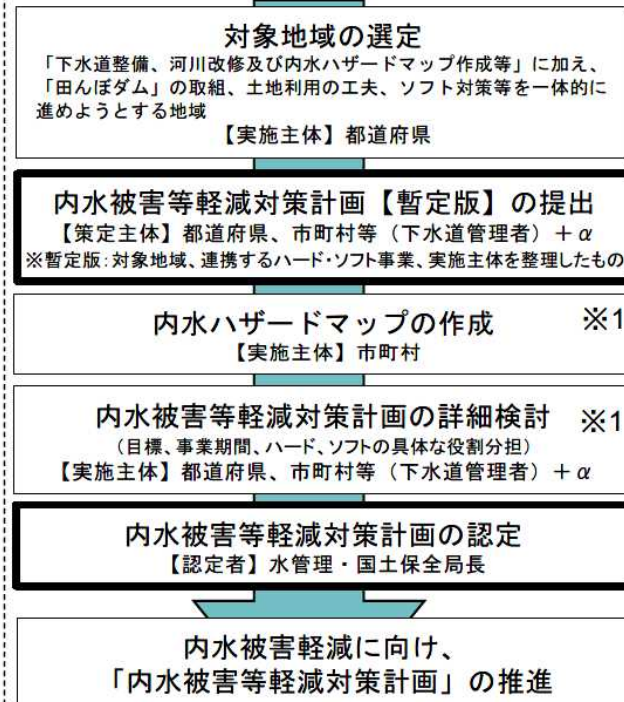 対象地域の選定
「下水道整備、河川改修及び内水ハザードマップ作成等」に加え、
「田んぼダム」の取組、土地利用の工夫、ソフト対策等を一体的に
進めようとする地域
【実施主体】都道府県
内水被害等軽減対策計画【暫定版】の提出
【策定主体】都道府県、市町村等（下水道管理者）＋α
※暫定版：対象地域、連携するハード・ソフト事業、実施主体を整理したもの
内水ハザードマップの作成 ※1
【実施主体】市町村
内水被害等軽減対策計画の詳細検討 ※1
（目標、事業期間、ハード、ソフトの具体な役割分担）
【実施主体】都道府県、市町村等（下水道管理者）＋α
内水被害等軽減対策計画の認定
【認定者】水管理・国土保全局長
内水被害軽減に向け、
「内水被害等軽減対策計画」の推進